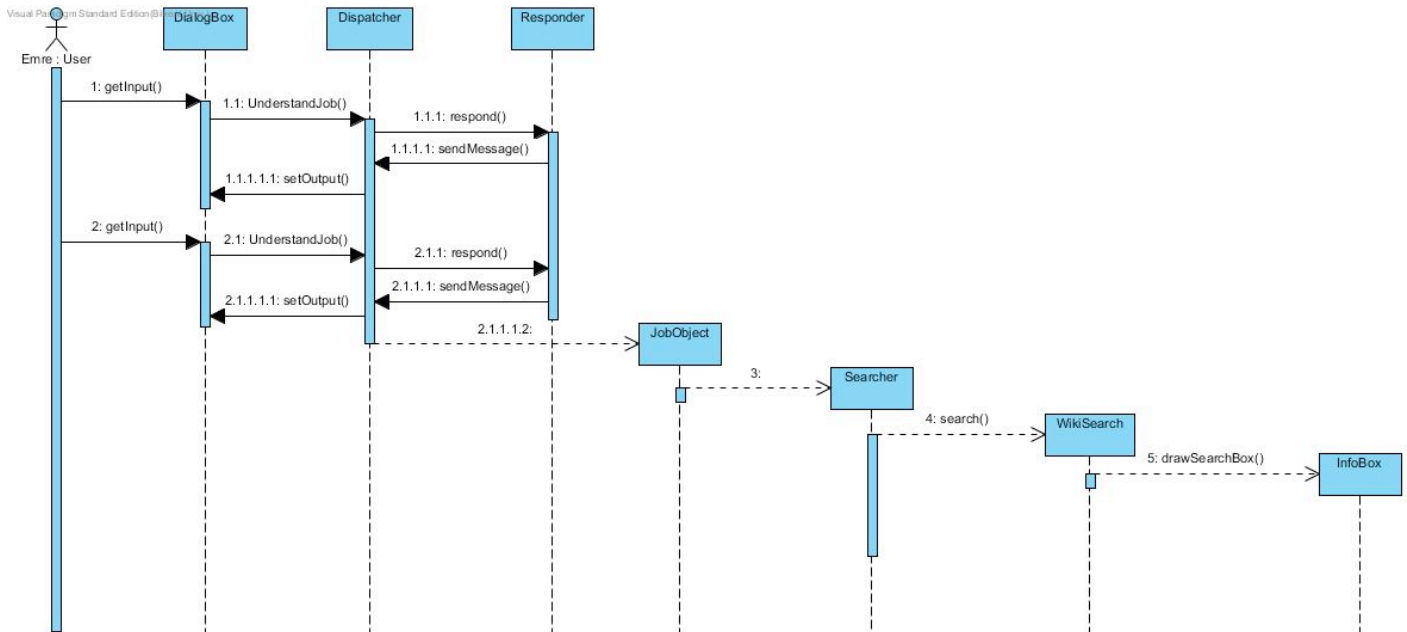 Visual Paradigm Standard Edition
DialogBox
Dispatcher
Responder
Emre : User
1: getInput()
1.1: UnderstandJob()
1.1.1: respond()
1.1.1.1: sendMessage()
1.1.1.1.1: setOutput()
2: getInput()
2.1: UnderstandJob()
2.1.1: respond()
2.1.1.1: sendMessage()
2.1.1.1.1: setOutput()
2.1.1.1.2:
JobObject
3:
Searcher
4: search()
WikiSearch
5: drawSearchBox()
InfoBox